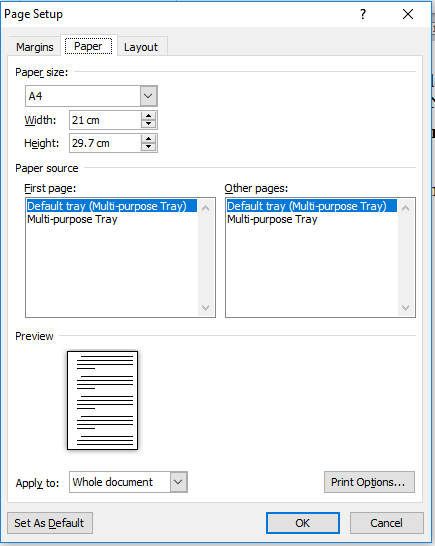 Page Setup
Margins
Paper
Layout
Paper size:
A4
Width: 21 cm
Height: 29.7 cm
Paper source
First page:
Other pages:
Default tray (Multi-purpose Tray)
Multi-purpose Tray
Default tray (Multi-purpose Tray)
Multi-purpose Tray
Preview
Apply to: Whole document
Print Options...
Set As Default
OK
Cancel